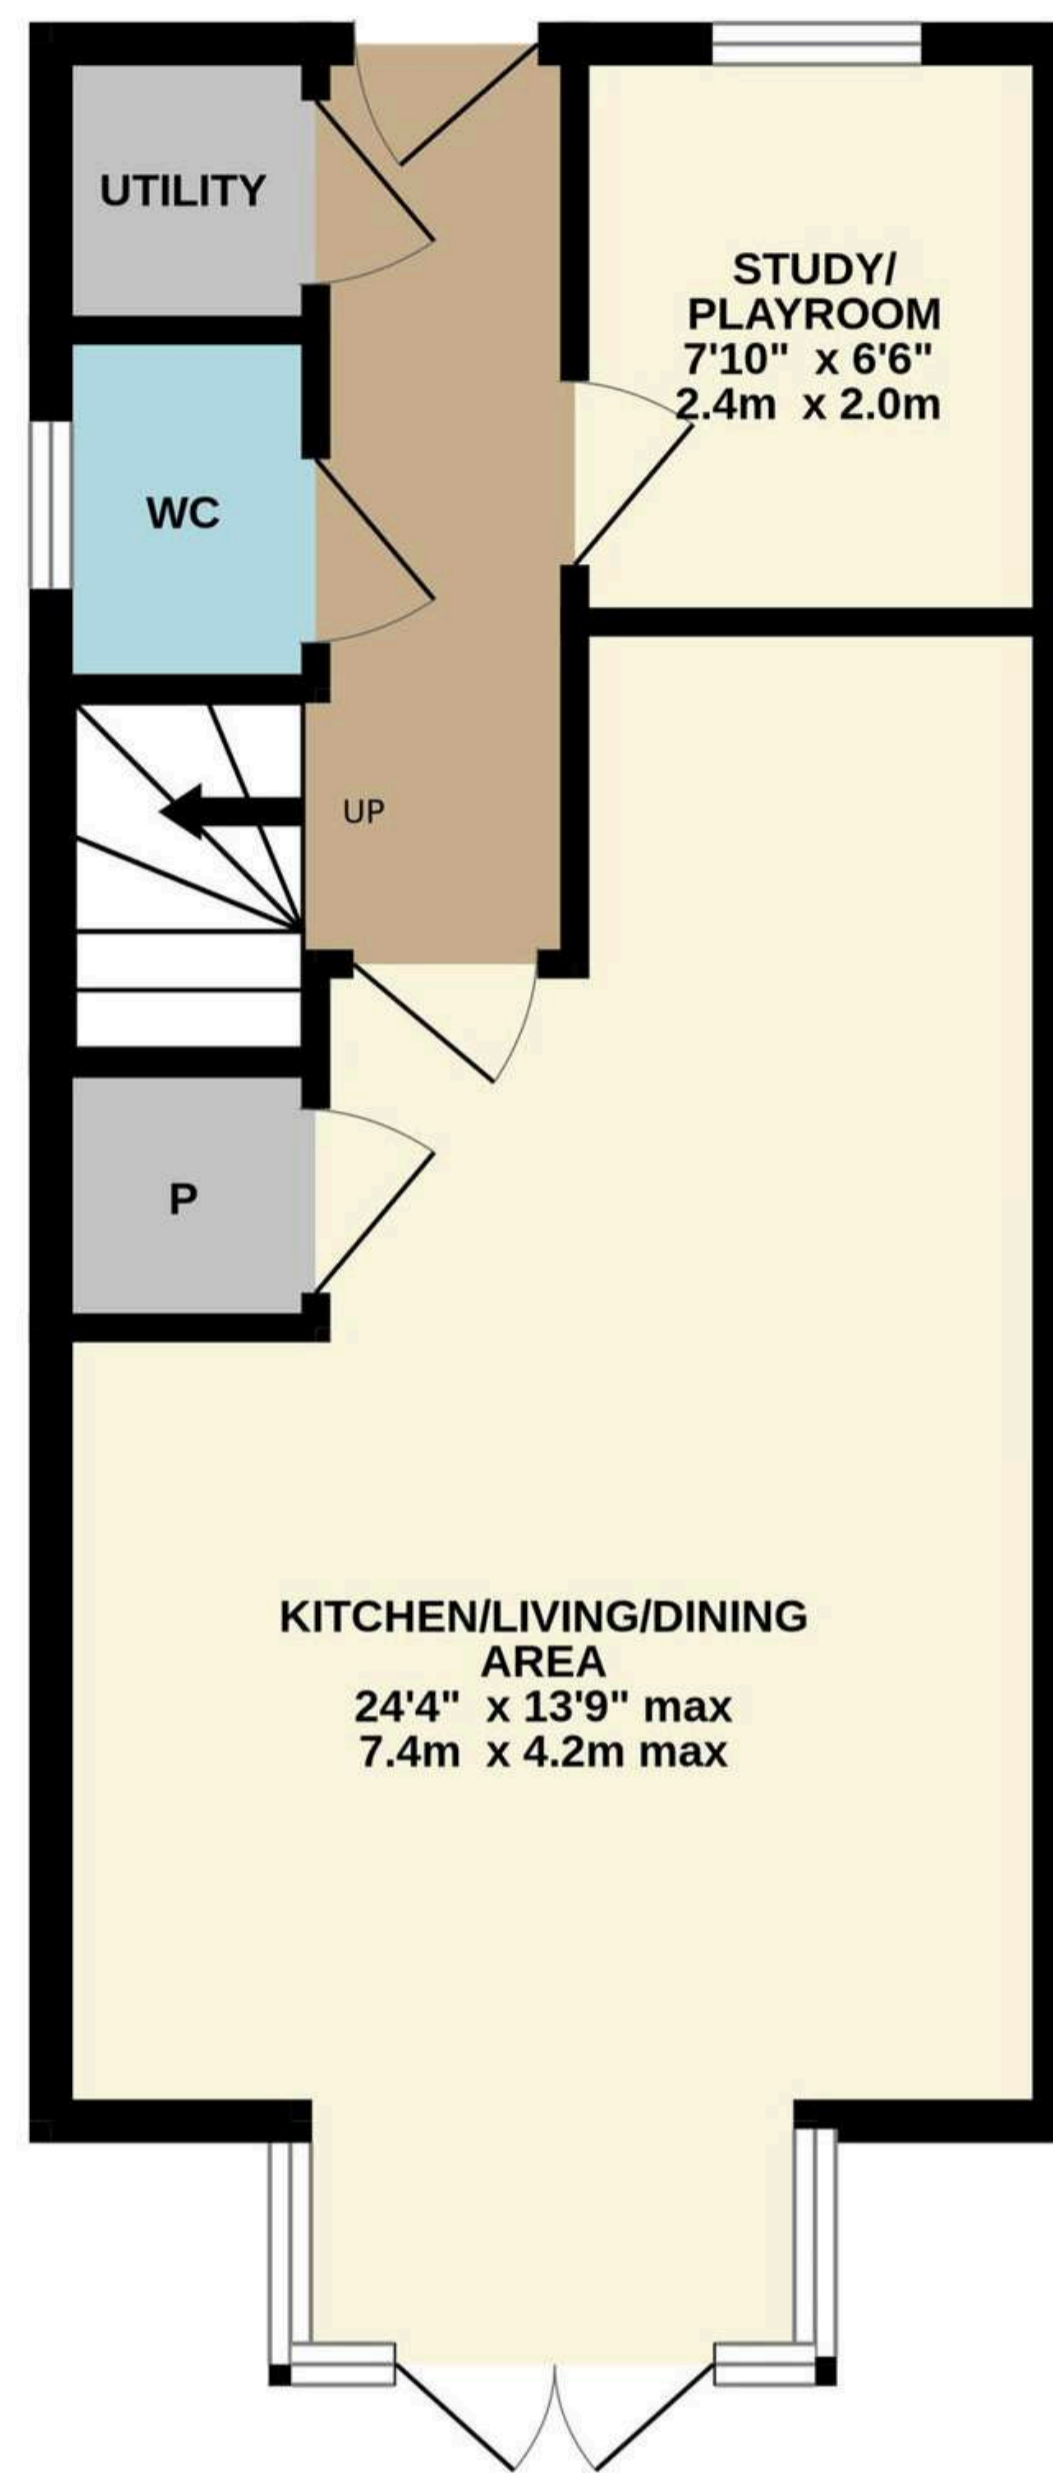 UTILITY
STUDY/
PLAYROOM
7'10" x 6'6"
2.4m x 2.0m
WC
UP
P
KITCHEN/LIVING/DINING
AREA
24'4" x 13'9" max
7.4m x 4.2m max